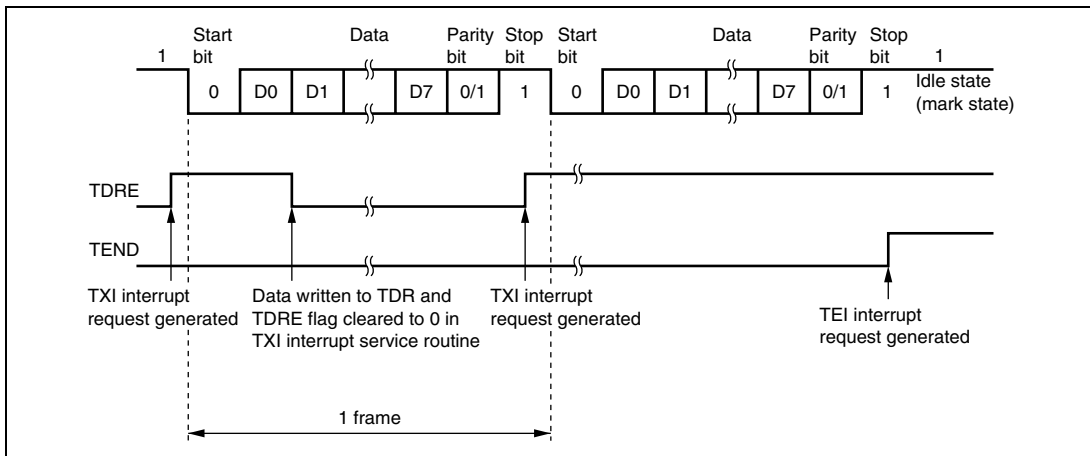 1
Start bit
Data
Parity bit
Stop bit
Start bit
Data
Parity bit
Stop bit
1
0
D0
D1
D7
0/1
1
0
D0
D1
D7
0/1
1
Idle state
(mark state)
TDRE
TEND
TXI interrupt
request generated
Data written to TDR and
TDRE flag cleared to 0 in
TXI interrupt service routine
TXI interrupt
request generated
TEI interrupt
request generated
1 frame